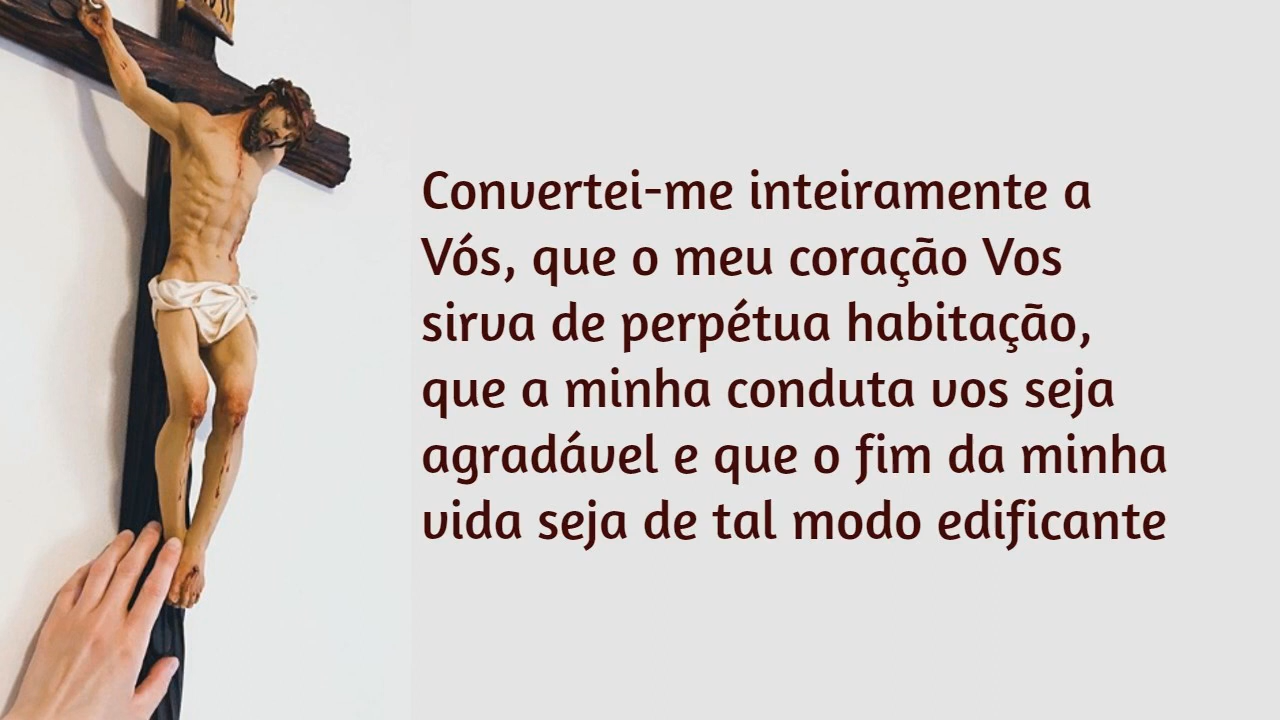 Convertei-me inteiramente a
Vós, que o meu coração Vos
sirva de perpétua habitação,
que a minha conduta vos seja
agradável e que o fim da minha
vida seja de tal modo edificante